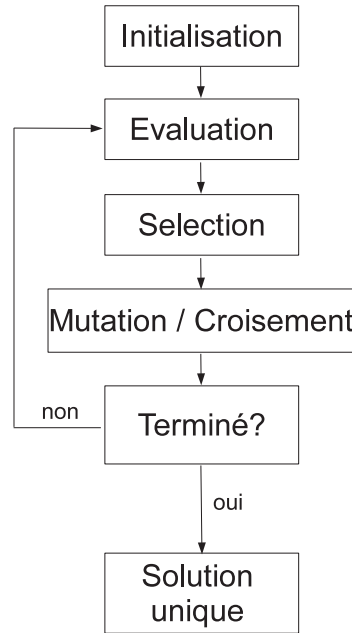 Initialisation
Evaluation
Selection
Mutation / Croisement
non
Terminé?
oui
Solution
unique